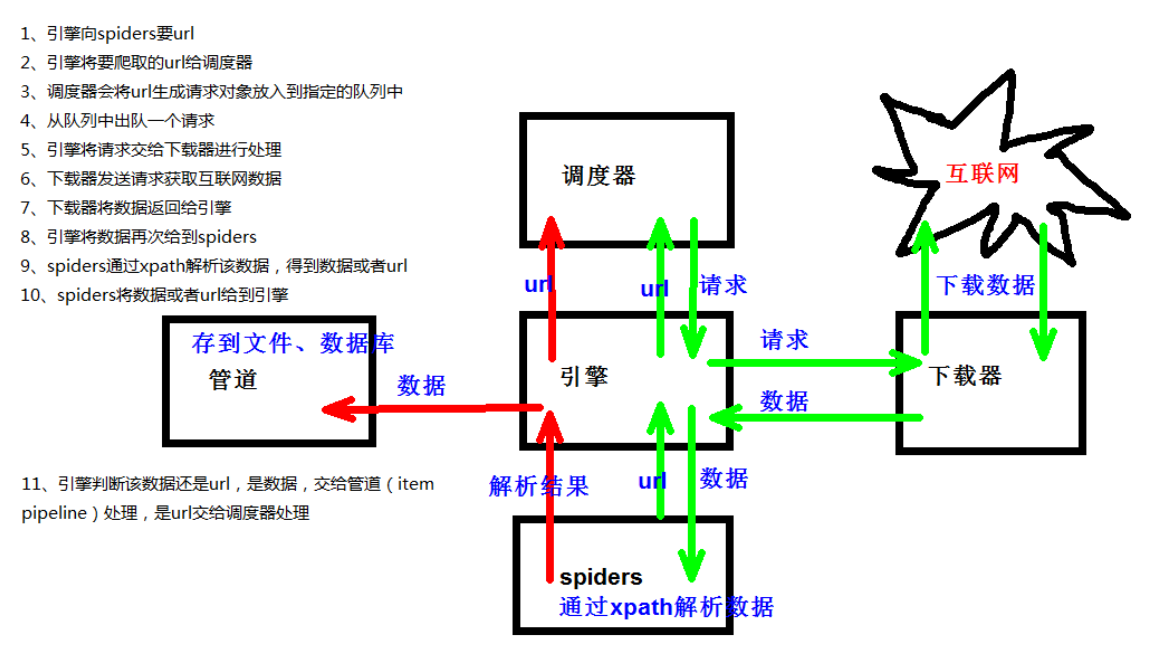 1、引擎向spiders要url
2、引擎将要爬取的url给调度器
3、调度器会将url生成请求对象放入到指定的队列中
4、从队列中出队一个请求
5、引擎将请求交给下载器进行处理
6、下载器发送请求获取互联网数据
7、下载器将数据返回给引擎
8、引擎将数据再次给到spiders
9、spiders通过xpath解析该数据，得到数据或者url
10、spiders将数据或者url给到引擎
调度器
互联网
url
url
请求
下载数据
存到文件、数据库
管道
数据
引擎
请求
数据
下载器
11、引擎判断该数据还是url，是数据，交给管道（item
pipeline）处理，是url交给调度器处理
解析结果
url
数据
spiders
通过xpath解析数据